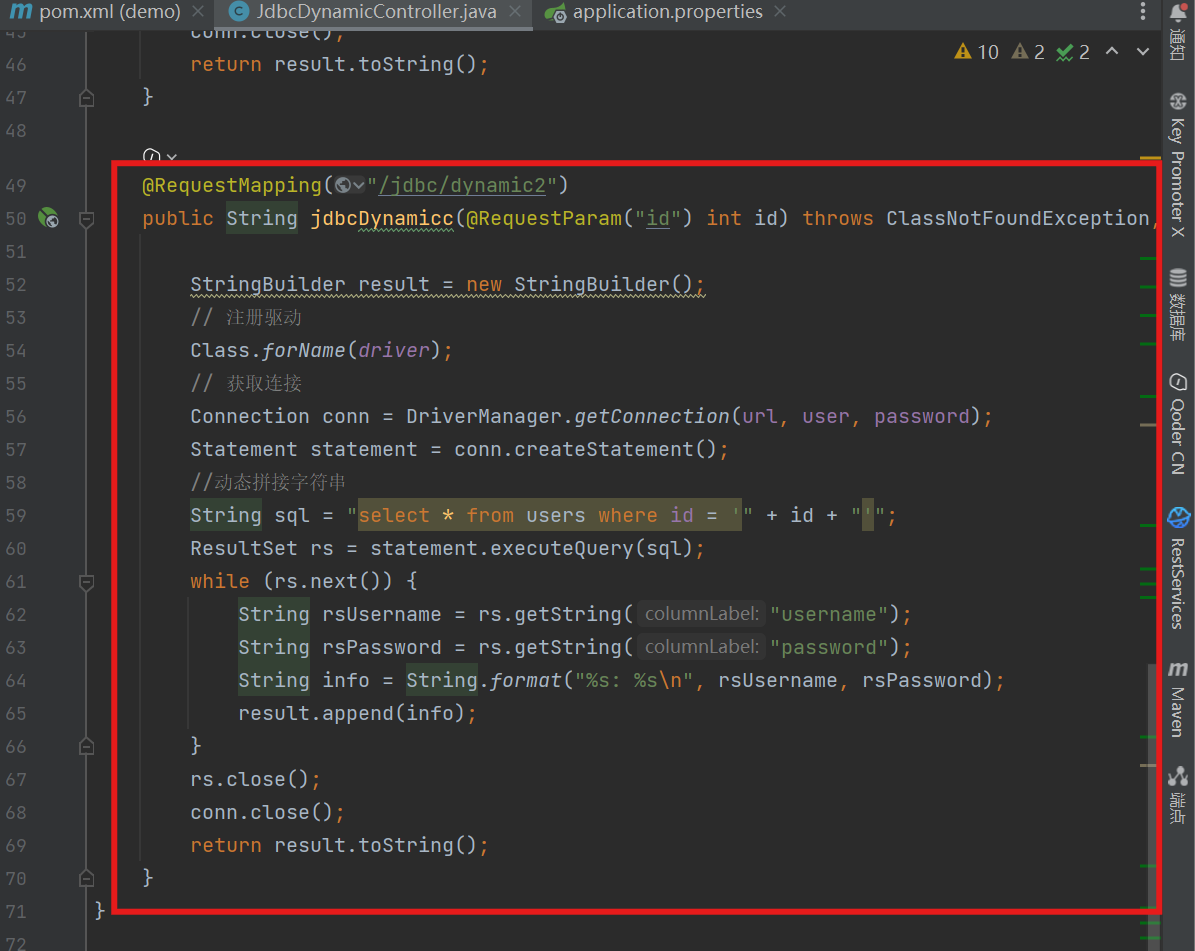 pom.xml (demo)
JdbcDynamicController.java
application.properties
45 conn.close();
46 return result.toString();
10 2 2
47 }
48
49 @RequestMapping("/jdbc/dynamic2")
50 public String jdbcDynamicc(@RequestParam("id") int id) throws ClassNotFoundException,
51
52 StringBuilder result = new StringBuilder();
53 // 注册驱动
54 Class.forName(driver);
55 // 获取连接
56 Connection conn = DriverManager.getConnection(url, user, password);
57 Statement statement = conn.createStatement();
58 //动态拼接字符串
59 String sql = "select * from users where id = '" + id + "'";
60 ResultSet rs = statement.executeQuery(sql);
61 while (rs.next()) {
62 String rsUsername = rs.getString( columnLabel: "username");
63 String rsPassword = rs.getString( columnLabel: "password");
64 String info = String.format("%s: %s\n", rsUsername, rsPassword);
65 result.append(info);
66 }
67 rs.close();
68 conn.close();
69 return result.toString();
70 }
71 }
72
通知
Key Promoter X
数据库
Qoder CN
RestServices
m Maven
端点